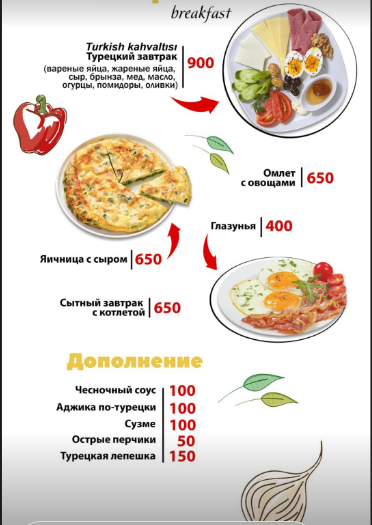 breakfast
Turkish kahvaltısı
Турецкий завтрак
(вареные яйца, жареные яйца,
сыр, брынза, мед, масло,
огурцы, помидоры, оливки)
900
Омлет
с овощами
650
Глазунья
400
Яичница с сыром
650
Сытный завтрак
с котлетой
650
Дополнение
Чесночный соус 100
Аджика по-турецки 100
Сузме 100
Острые перчики 50
Турецкая лепешка 150